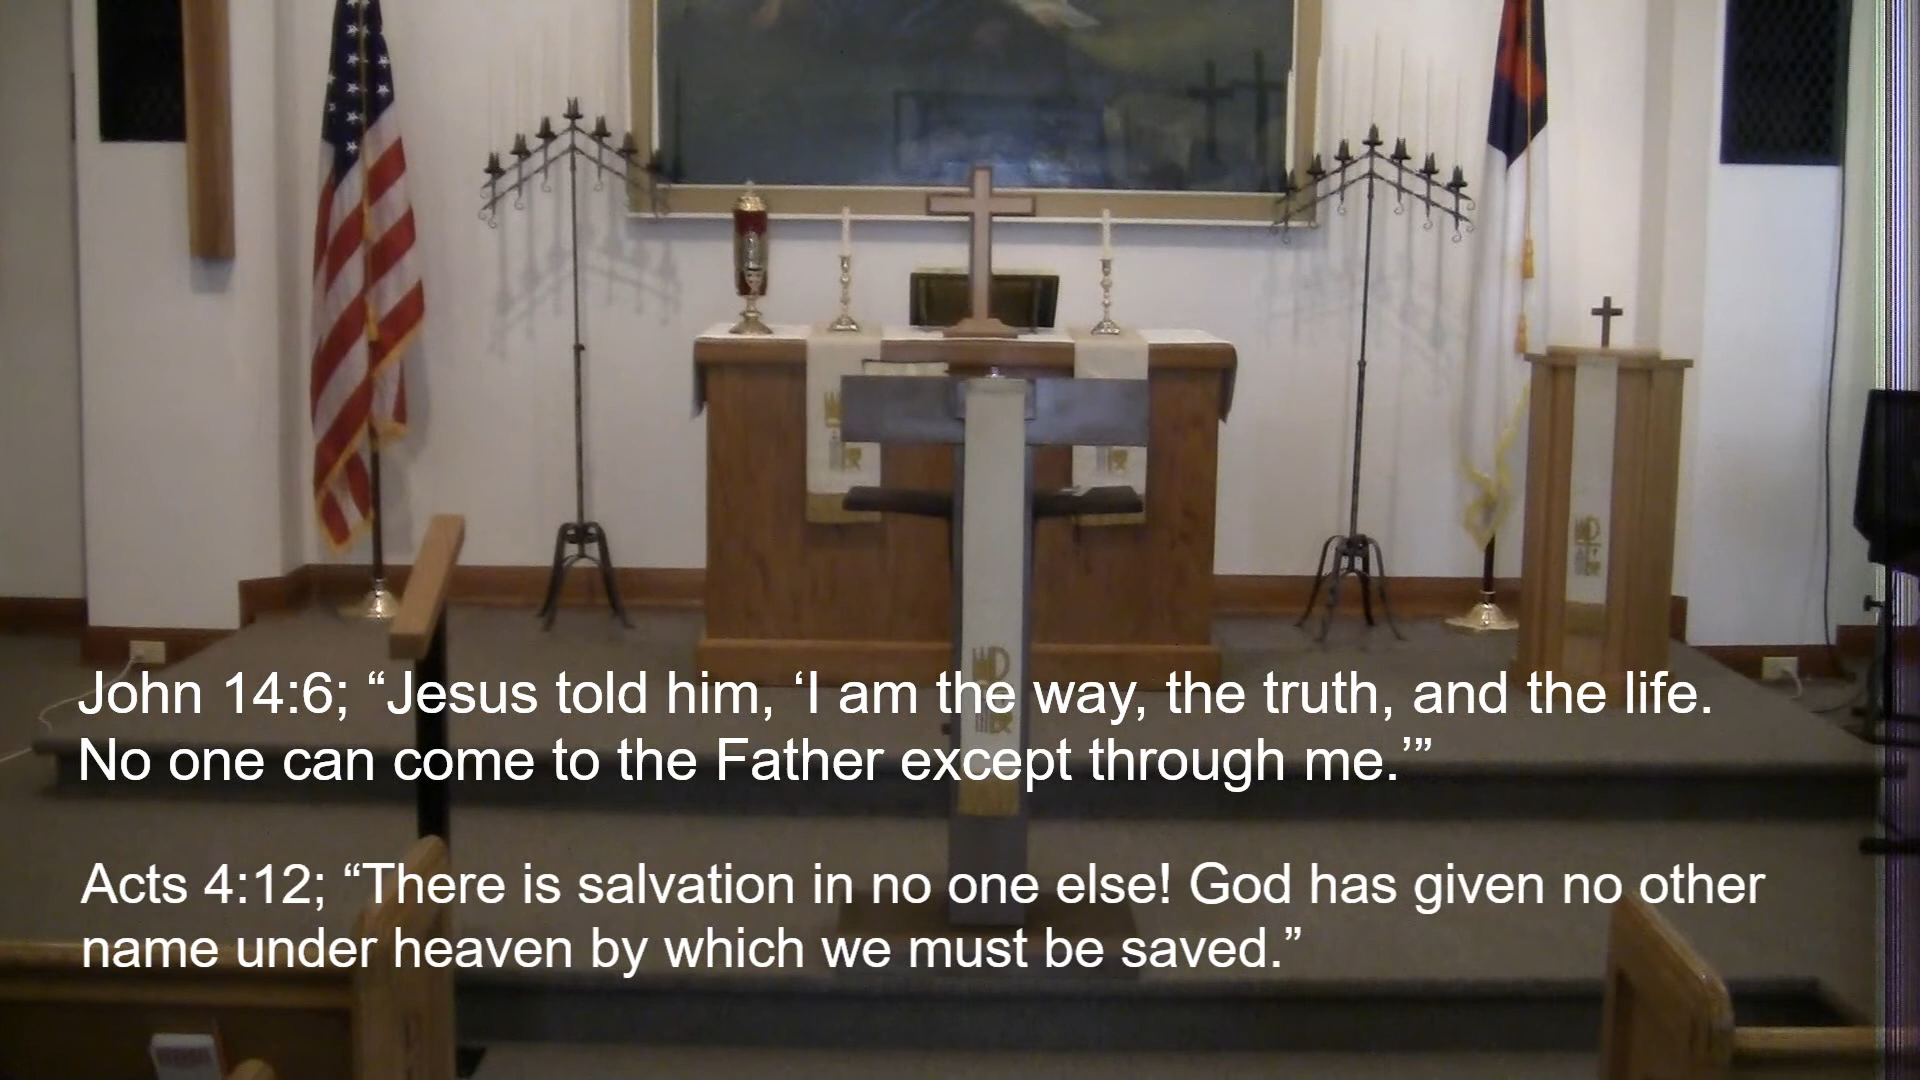 John 14:6; “Jesus told him, ‘I am the way, the truth, and the life.
No one can come to the Father except through me.’”
Acts 4:12; “There is salvation in no one else! God has given no other
name under heaven by which we must be saved.”